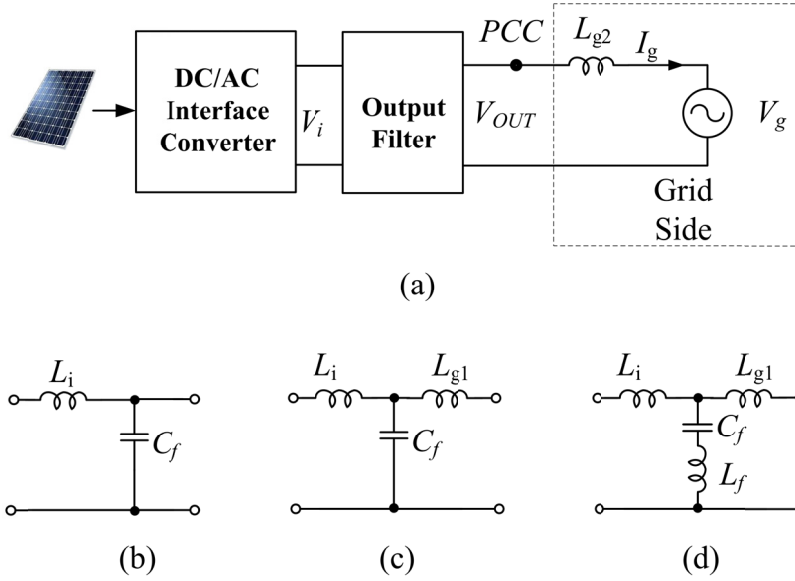 PCC
L_g2
I_g
DC/AC
Interface
Converter
V_i
Output
Filter
V_OUT
V_g
Grid
Side
(a)
L_i
C_f
(b)
L_i
L_g1
C_f
(c)
L_i
L_g1
C_f
L_f
(d)